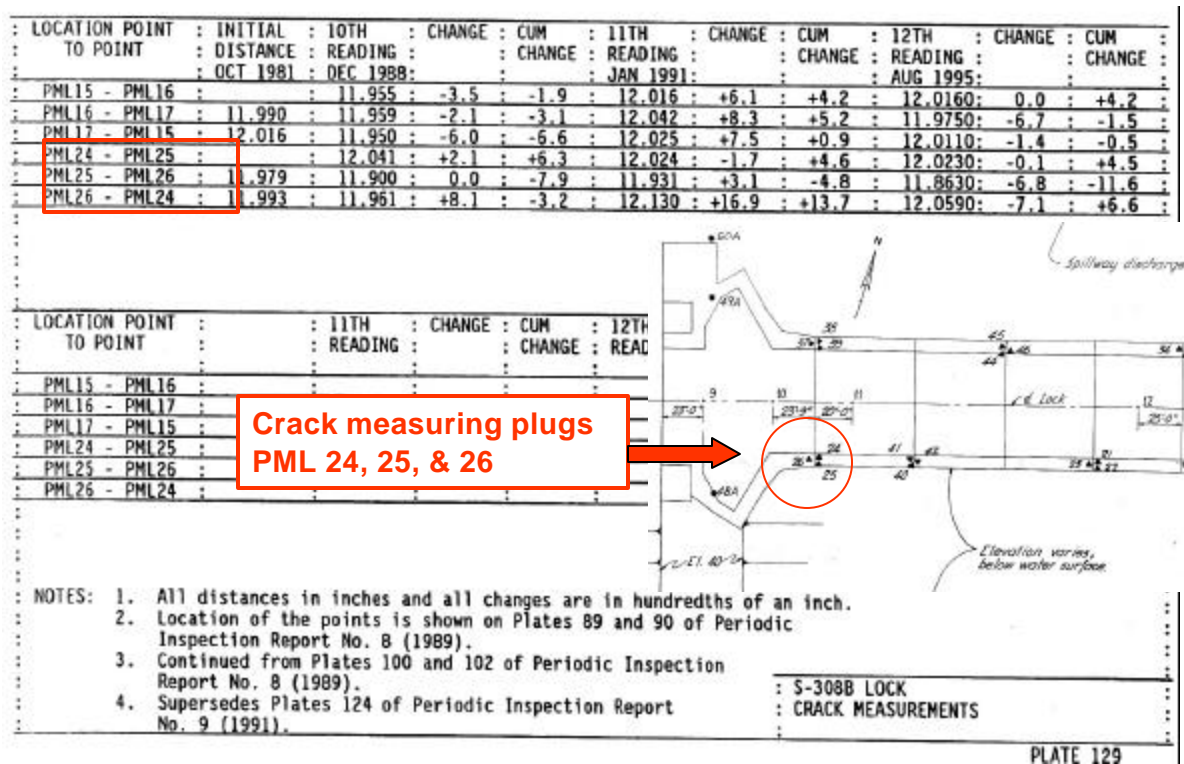 : LOCATION POINT : INITIAL : 10TH : CHANGE : CUM : 11TH : CHANGE : CUM : 12TH : CHANGE : CUM :
: TO POINT : DISTANCE : READING : : CHANGE : READING : : CHANGE : READING : : CHANGE :
: : OCT 1981 : DEC 1988: : : JAN 1991: : : AUG 1995: : :
: PML15 - PML16 : : 11.955 : -3.5 : -1.9 : 12.016 : +6.1 : +4.2 : 12.0160: 0.0 : +4.2 :
: PML16 - PML17 : 11.990 : 11.959 : -2.1 : -3.1 : 12.042 : +8.3 : +5.2 : 11.9750: -6.7 : -1.5 :
: PML17 - PML15 : 12.016 : 11.950 : -6.0 : -6.6 : 12.025 : +7.5 : +0.9 : 12.0110: -1.4 : -0.5 :
: PML24 - PML25 : : 12.041 : +2.1 : +6.3 : 12.024 : -1.7 : +4.6 : 12.0230: -0.1 : +4.5 :
: PML25 - PML26 : 11.979 : 11.900 : 0.0 : -7.9 : 11.931 : +3.1 : -4.8 : 11.8630: -6.8 : -11.6 :
: PML26 - PML24 : 11.993 : 11.961 : +8.1 : -3.2 : 12.130 : +16.9 : +13.7 : 12.0590: -7.1 : +6.6 :
60A
N
Spillway discharge
49A
: LOCATION POINT : : 11TH : CHANGE : CUM : 12TH
: TO POINT : : READING : : CHANGE : READ
: PML15 - PML16 :
: PML16 - PML17 :
: PML17 - PML15 :
: PML24 - PML25 :
: PML25 - PML26 :
: PML26 - PML24 :
Crack measuring plugs
PML 24, 25, & 26
38
37 39
45
44 46
36
9 10 11 12
℄ Lock
25'-0"
24
26 25
41 42
40
21
23 22
48A
El. 40
Elevation varies,
below water surface.
NOTES: 1. All distances in inches and all changes are in hundredths of an inch.
2. Location of the points is shown on Plates 89 and 90 of Periodic
Inspection Report No. 8 (1989).
3. Continued from Plates 100 and 102 of Periodic Inspection
Report No. 8 (1989).
4. Supersedes Plates 124 of Periodic Inspection Report
No. 9 (1991).
: S-308B LOCK
: CRACK MEASUREMENTS
PLATE 129